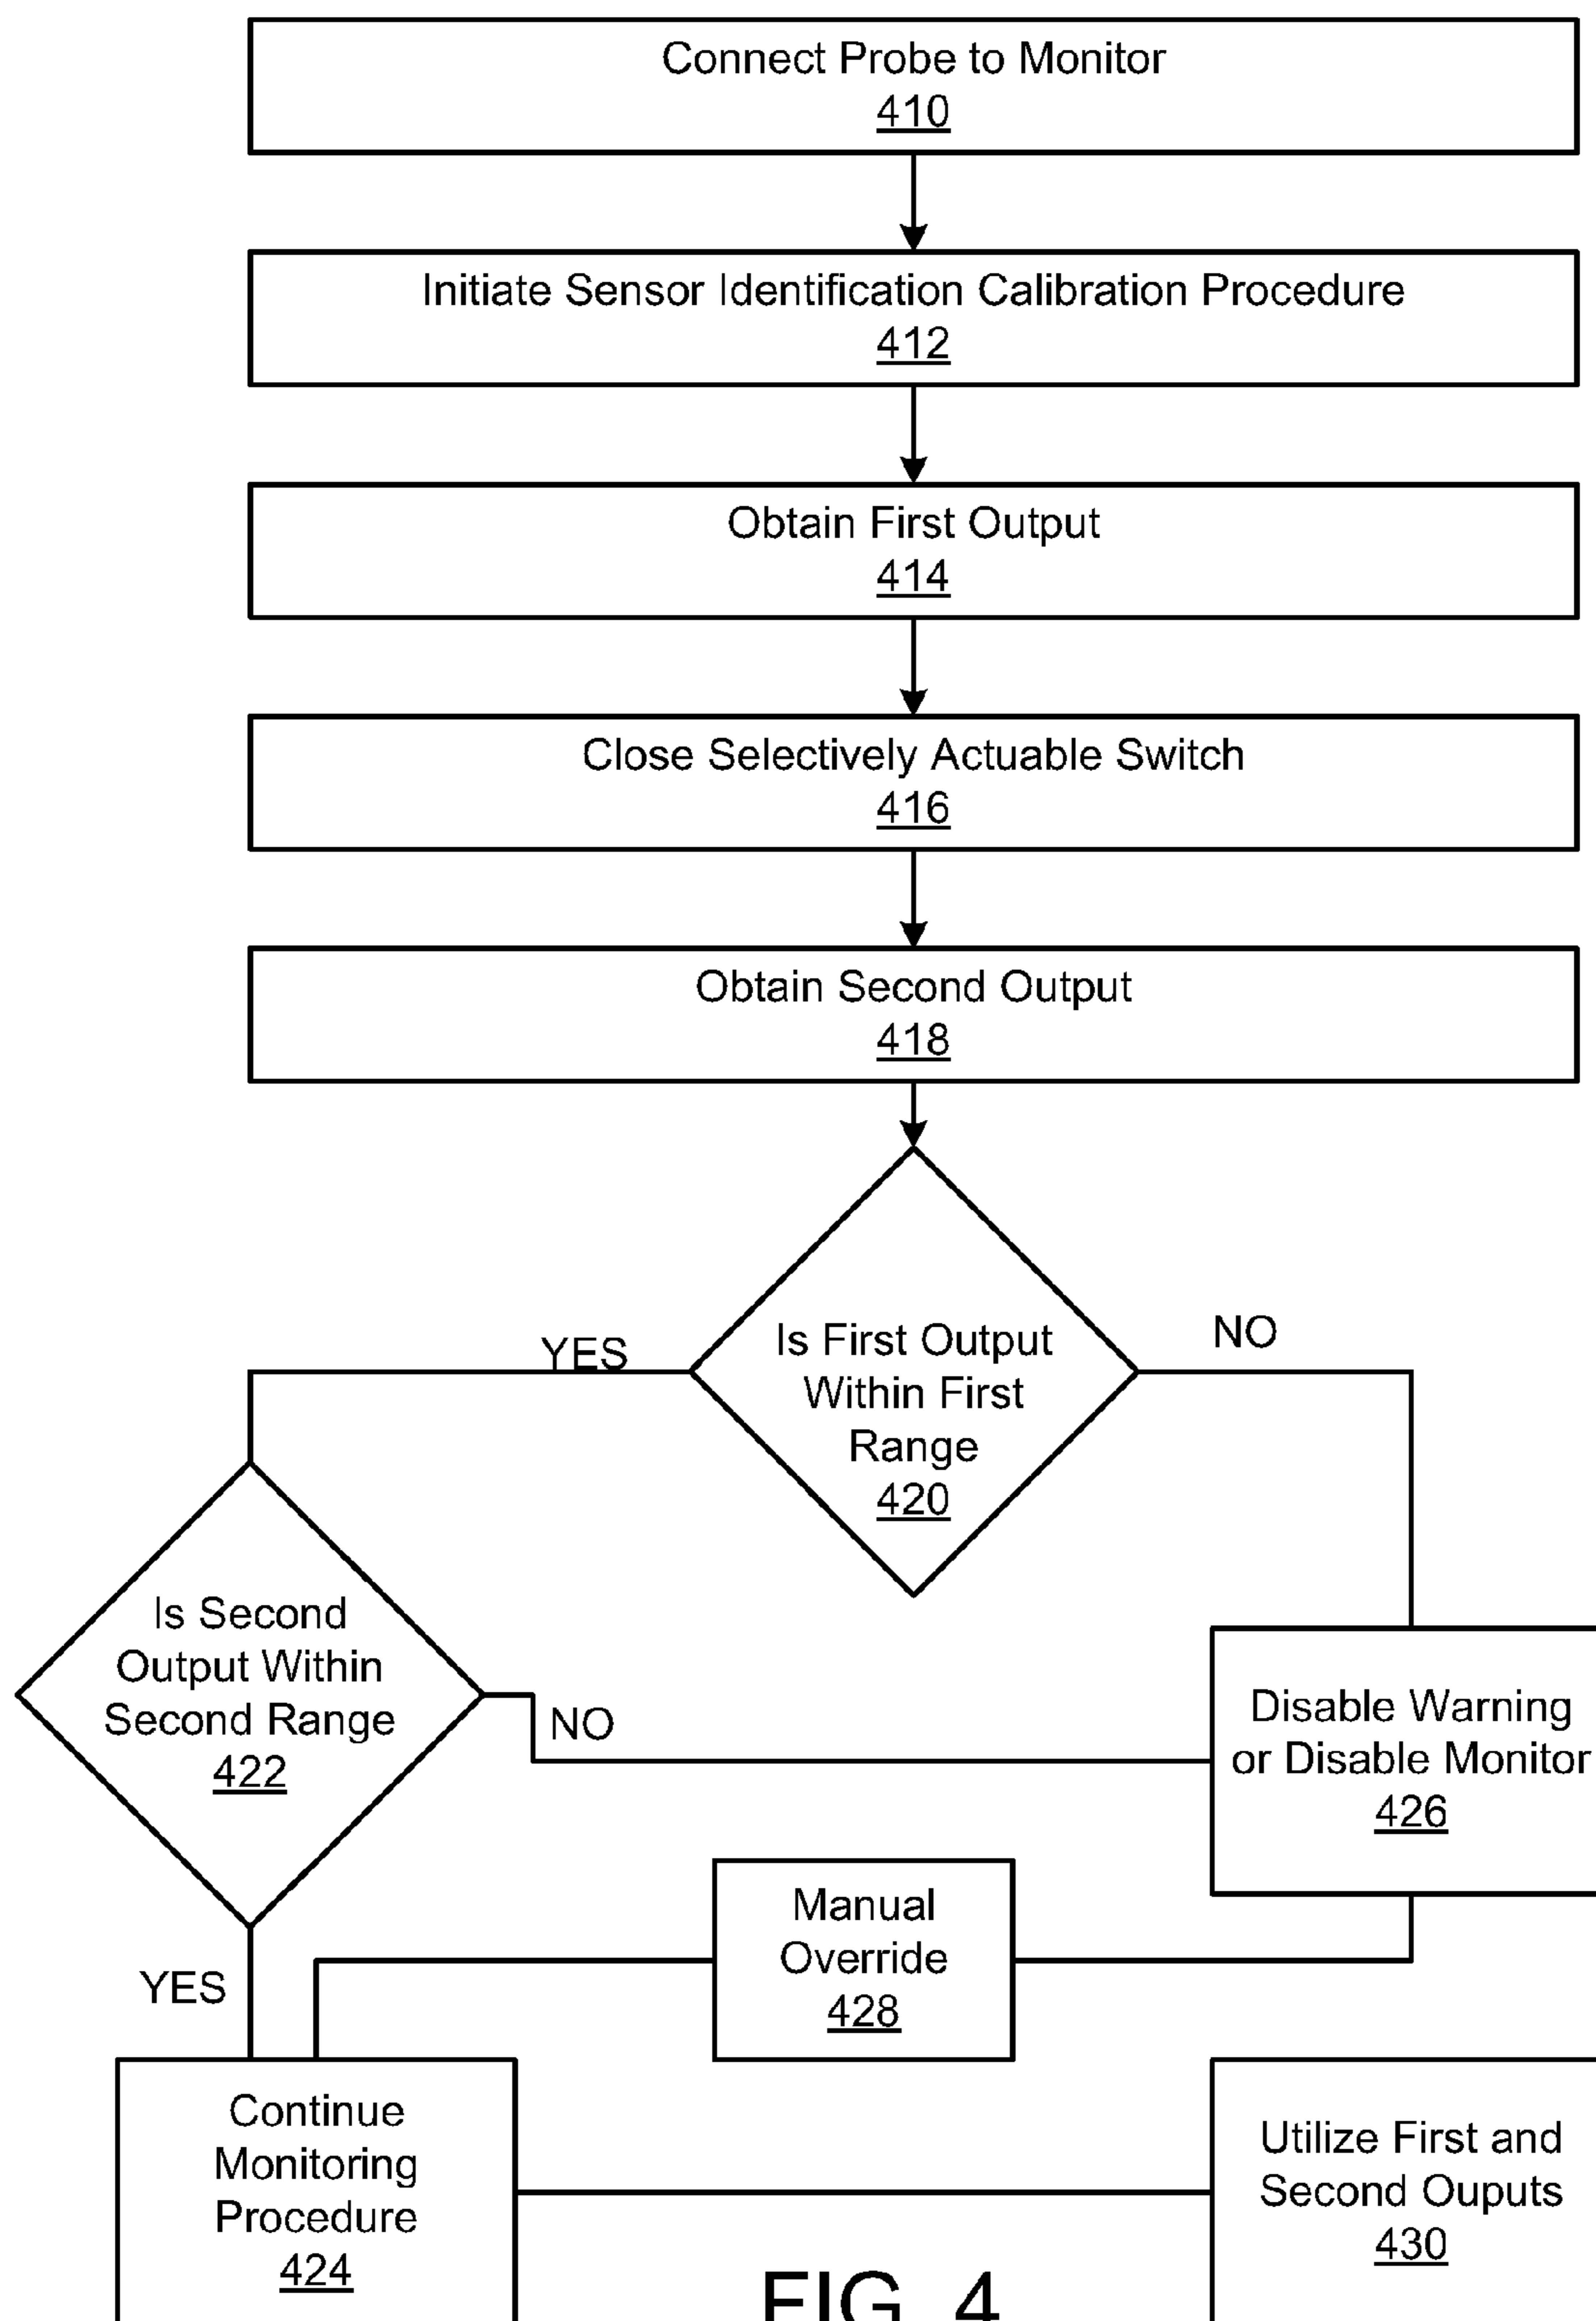 Connect Probe to Monitor
410
Initiate Sensor Identification Calibration Procedure
412
Obtain First Output
414
Close Selectively Actuable Switch
416
Obtain Second Output
418
Is First Output
Within First
Range
420
YES
NO
Is Second
Output Within
Second Range
422
NO
YES
Disable Warning
or Disable Monitor
426
Manual
Override
428
Continue
Monitoring
Procedure
424
Utilize First and
Second Ouputs
430
FIG. 4